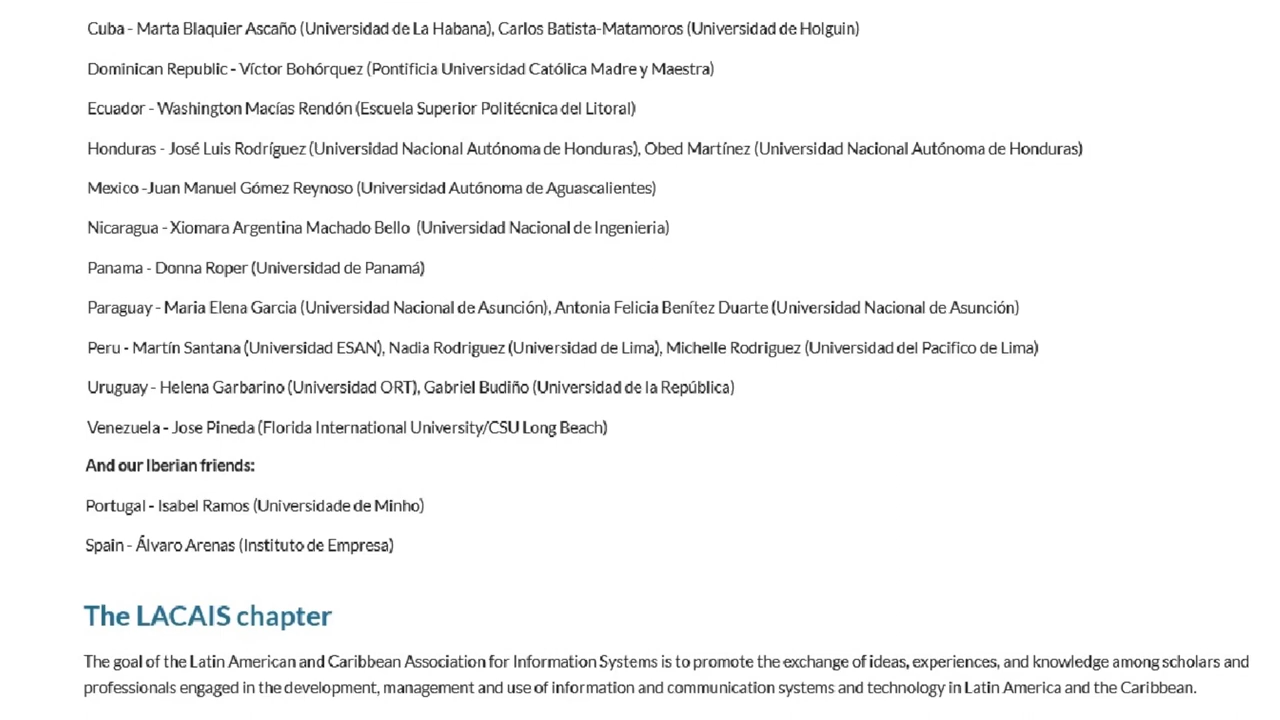 Cuba - Marta Blaquier Ascaño (Universidad de La Habana), Carlos Batista-Matamoros (Universidad de Holguin)
Dominican Republic - Víctor Bohórquez (Pontificia Universidad Católica Madre y Maestra)
Ecuador - Washington Macías Rendón (Escuela Superior Politécnica del Litoral)
Honduras - José Luis Rodríguez (Universidad Nacional Autónoma de Honduras), Obed Martínez (Universidad Nacional Autónoma de Honduras)
Mexico -Juan Manuel Gómez Reynoso (Universidad Autónoma de Aguascalientes)
Nicaragua - Xiomara Argentina Machado Bello (Universidad Nacional de Ingenieria)
Panama - Donna Roper (Universidad de Panamá)
Paraguay - Maria Elena Garcia (Universidad Nacional de Asunción), Antonia Felicia Benítez Duarte (Universidad Nacional de Asunción)
Peru - Martín Santana (Universidad ESAN), Nadia Rodriguez (Universidad de Lima), Michelle Rodriguez (Universidad del Pacifico de Lima)
Uruguay - Helena Garbarino (Universidad ORT), Gabriel Budiño (Universidad de la República)
Venezuela - Jose Pineda (Florida International University/CSU Long Beach)
And our Iberian friends:
Portugal - Isabel Ramos (Universidade de Minho)
Spain - Álvaro Arenas (Instituto de Empresa)
The LACAIS chapter
The goal of the Latin American and Caribbean Association for Information Systems is to promote the exchange of ideas, experiences, and knowledge among scholars and
professionals engaged in the development, management and use of information and communication systems and technology in Latin America and the Caribbean.